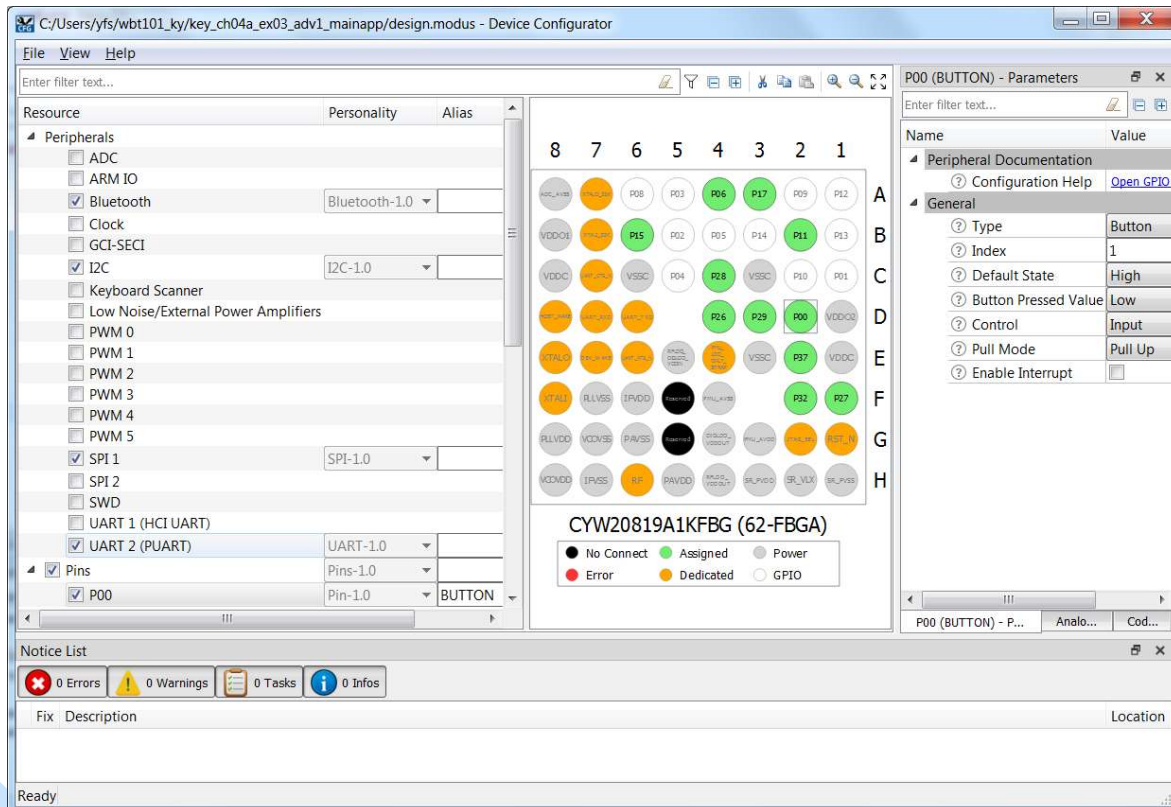 C:/Users/yfs/wbt101_ky/key_ch04a_ex03_adv1_mainapp/design.modus - Device Configurator
File View Help
Enter filter text...
Resource Personality Alias
Peripherals
ADC
ARM IO
Bluetooth Bluetooth-1.0
Clock
GCI-SECI
I2C I2C-1.0
Keyboard Scanner
Low Noise/External Power Amplifiers
PWM 0
PWM 1
PWM 2
PWM 3
PWM 4
PWM 5
SPI 1 SPI-1.0
SPI 2
SWD
UART 1 (HCI UART)
UART 2 (PUART) UART-1.0
Pins Pins-1.0
P00 Pin-1.0 BUTTON
8 7 6 5 4 3 2 1
ADC_AVSS P08 P03 P06 P17 P09 P12 A
VDDO1 P15 P02 P05 P14 P11 P13 B
VDDC VSSC P04 P28 VSSC P10 P01 C
P26 P29 P00 VDDO2 D
XTALO VSSC P37 VDDC E
XTALI PLLVSS IFVDD Reserved P32 P27 F
PLLVDD VCOVSS PAVSS Reserved RST_N G
VCOVDD IFVSS RF PAVDD SR_PVDD SR_VLX SR_PVSS H
CYW20819A1KFBG (62-FBGA)
No Connect Assigned Power
Error Dedicated GPIO
P00 (BUTTON) - Parameters
Enter filter text...
Name Value
Peripheral Documentation
Configuration Help Open GPIO
General
Type Button
Index 1
Default State High
Button Pressed Value Low
Control Input
Pull Mode Pull Up
Enable Interrupt
P00 (BUTTON) - P... Analo... Cod...
Notice List
0 Errors 0 Warnings 0 Tasks 0 Infos
Fix Description Location
Ready